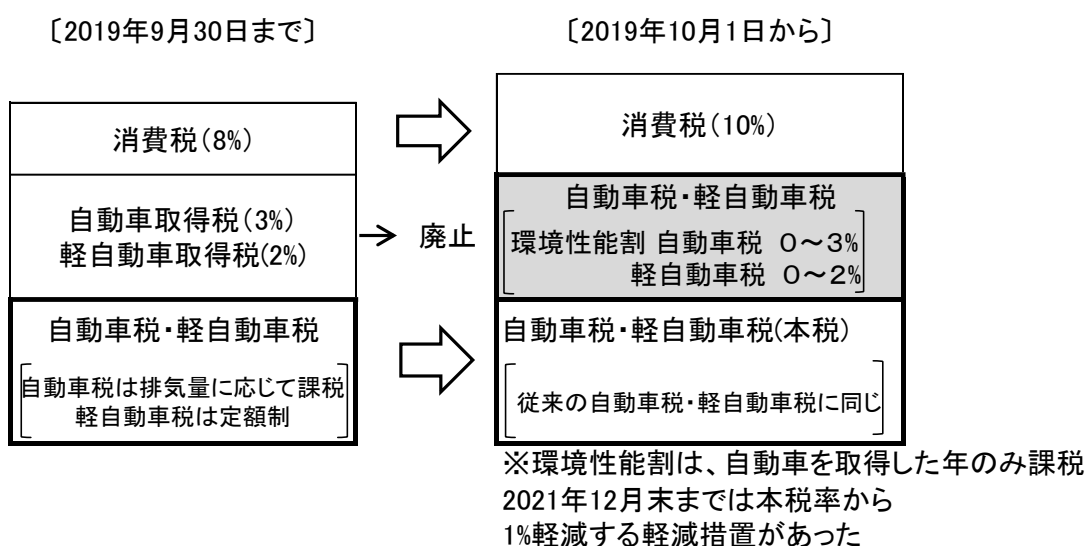 〔2019年9月30日まで〕
〔2019年10月1日から〕
消費税(8%)
自動車取得税(3%)
軽自動車取得税(2%)
廃止
自動車税・軽自動車税
自動車税は排気量に応じて課税
軽自動車税は定額制
消費税(10%)
自動車税・軽自動車税
環境性能割 自動車税 0〜3%
軽自動車税 0〜2%
自動車税・軽自動車税(本税)
従来の自動車税・軽自動車税に同じ
※環境性能割は、自動車を取得した年のみ課税
2021年12月末までは本税率から
1%軽減する軽減措置があった